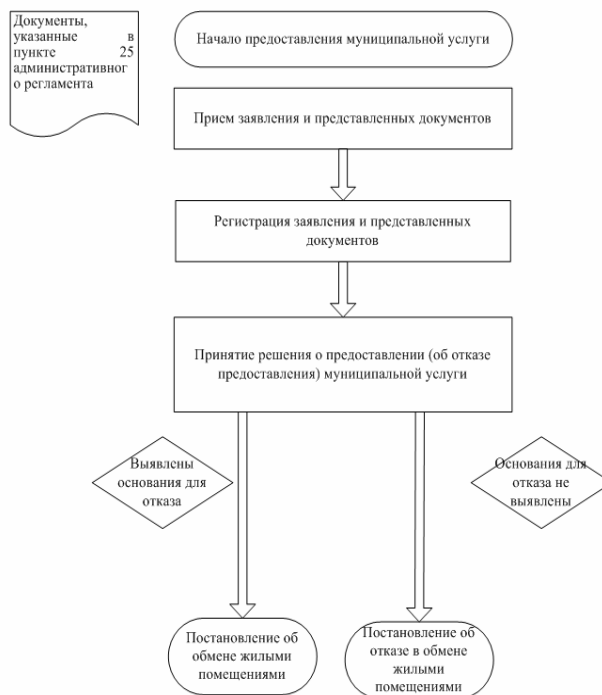 Документы,
указанные в
пункте 25
административног
о регламента
Начало предоставления муниципальной услуги
Прием заявления и представленных документов
Регистрация заявления и представленных
документов
Принятие решения о предоставлении (об отказе
предоставления) муниципальной услуги
Выявлены
основания для
отказа
Основания для
отказа не
выявлены
Постановление об
обмене жилыми
помещениями
Постановление об
отказе в обмене
жилыми
помещениями